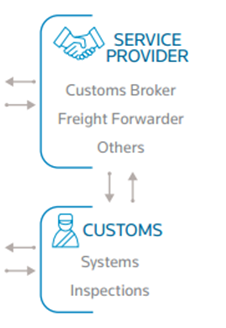 SERVICE
PROVIDER
Customs Broker
Freight Forwarder
Others
CUSTOMS
Systems
Inspections